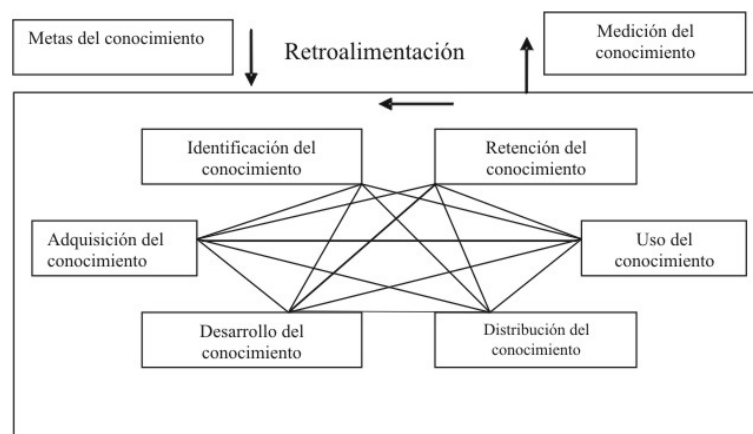 Metas del conocimiento
Retroalimentación
Medición del
conocimiento
Identificación del
conocimiento
Retención del
conocimiento
Adquisición del
conocimiento
Uso del
conocimiento
Desarrollo del
conocimiento
Distribución del
conocimiento